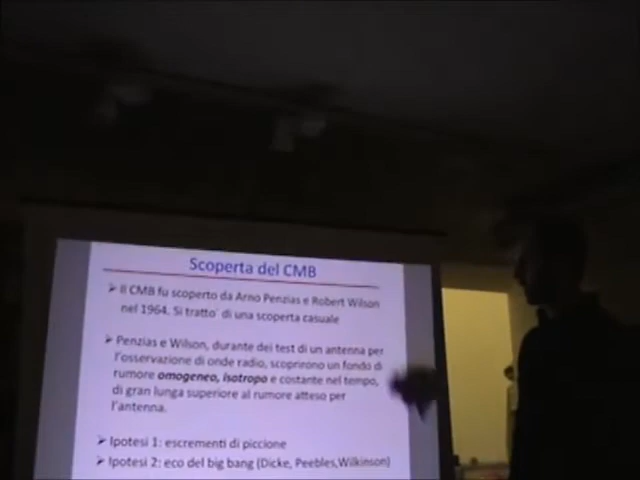 Scoperta del CMB
➢ Il CMB fu scoperto da Arno Penzias e Robert Wilson
nel 1964. Si tratto` di una scoperta casuale
➢ Penzias e Wilson, durante dei test di un antenna per
l'osservazione di onde radio, scoprirono un fondo di
rumore omogeneo, isotropo e costante nel tempo,
di gran lunga superiore al rumore atteso per
l'antenna.
➢ Ipotesi 1: escrementi di piccione
➢ Ipotesi 2: eco del big bang (Dicke, Peebles,Wilkinson)